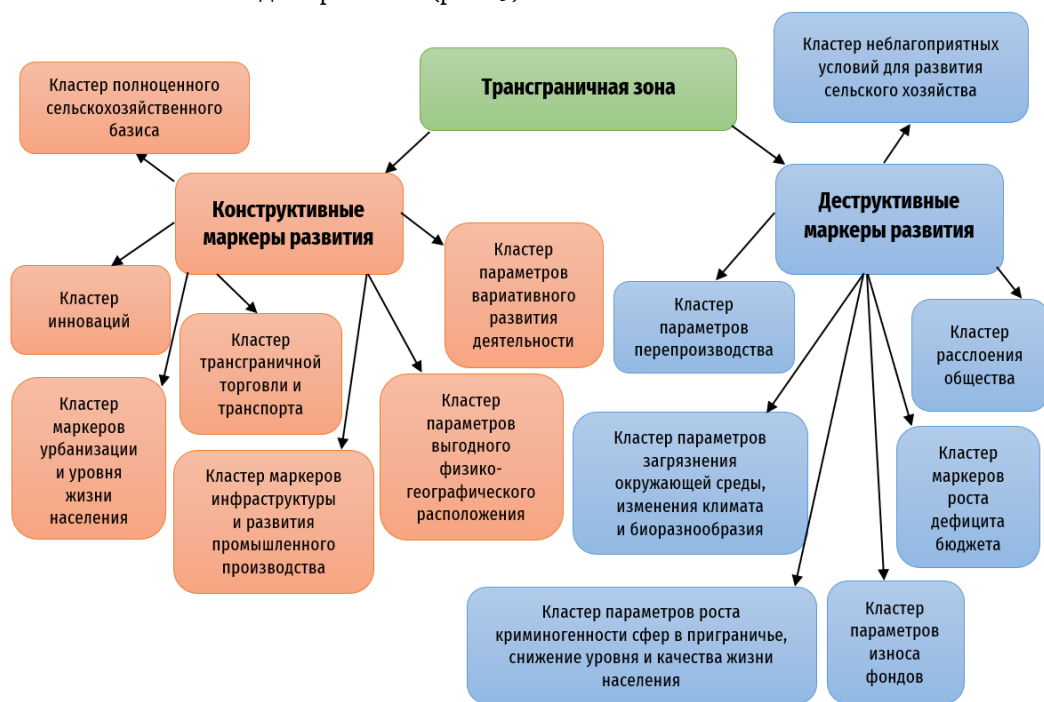 Трансграничная зона
Кластер неблагоприятных
условий для развития
сельского хозяйства
Кластер полноценного
сельскохозяйственного
базиса
Конструктивные
маркеры развития
Деструктивные
маркеры развития
Кластер
параметров
вариативного
развития
деятельности
Кластер
инноваций
Кластер
трансграничной
торговли и
транспорта
Кластер
параметров
перепроизводства
Кластер
расслоения
общества
Кластер
маркеров
урбанизации
и уровня
жизни
населения
Кластер маркеров
инфраструктуры
и развития
промышленного
производства
Кластер
параметров
выгодного
физико-
географического
расположения
Кластер параметров
загрязнения
окружающей среды,
изменения климата
и биоразнообразия
Кластер
маркеров
роста
дефицита
бюджета
Кластер параметров роста
криминогенности сфер в приграничье,
снижение уровня и качества жизни
населения
Кластер
параметров
износа
фондов